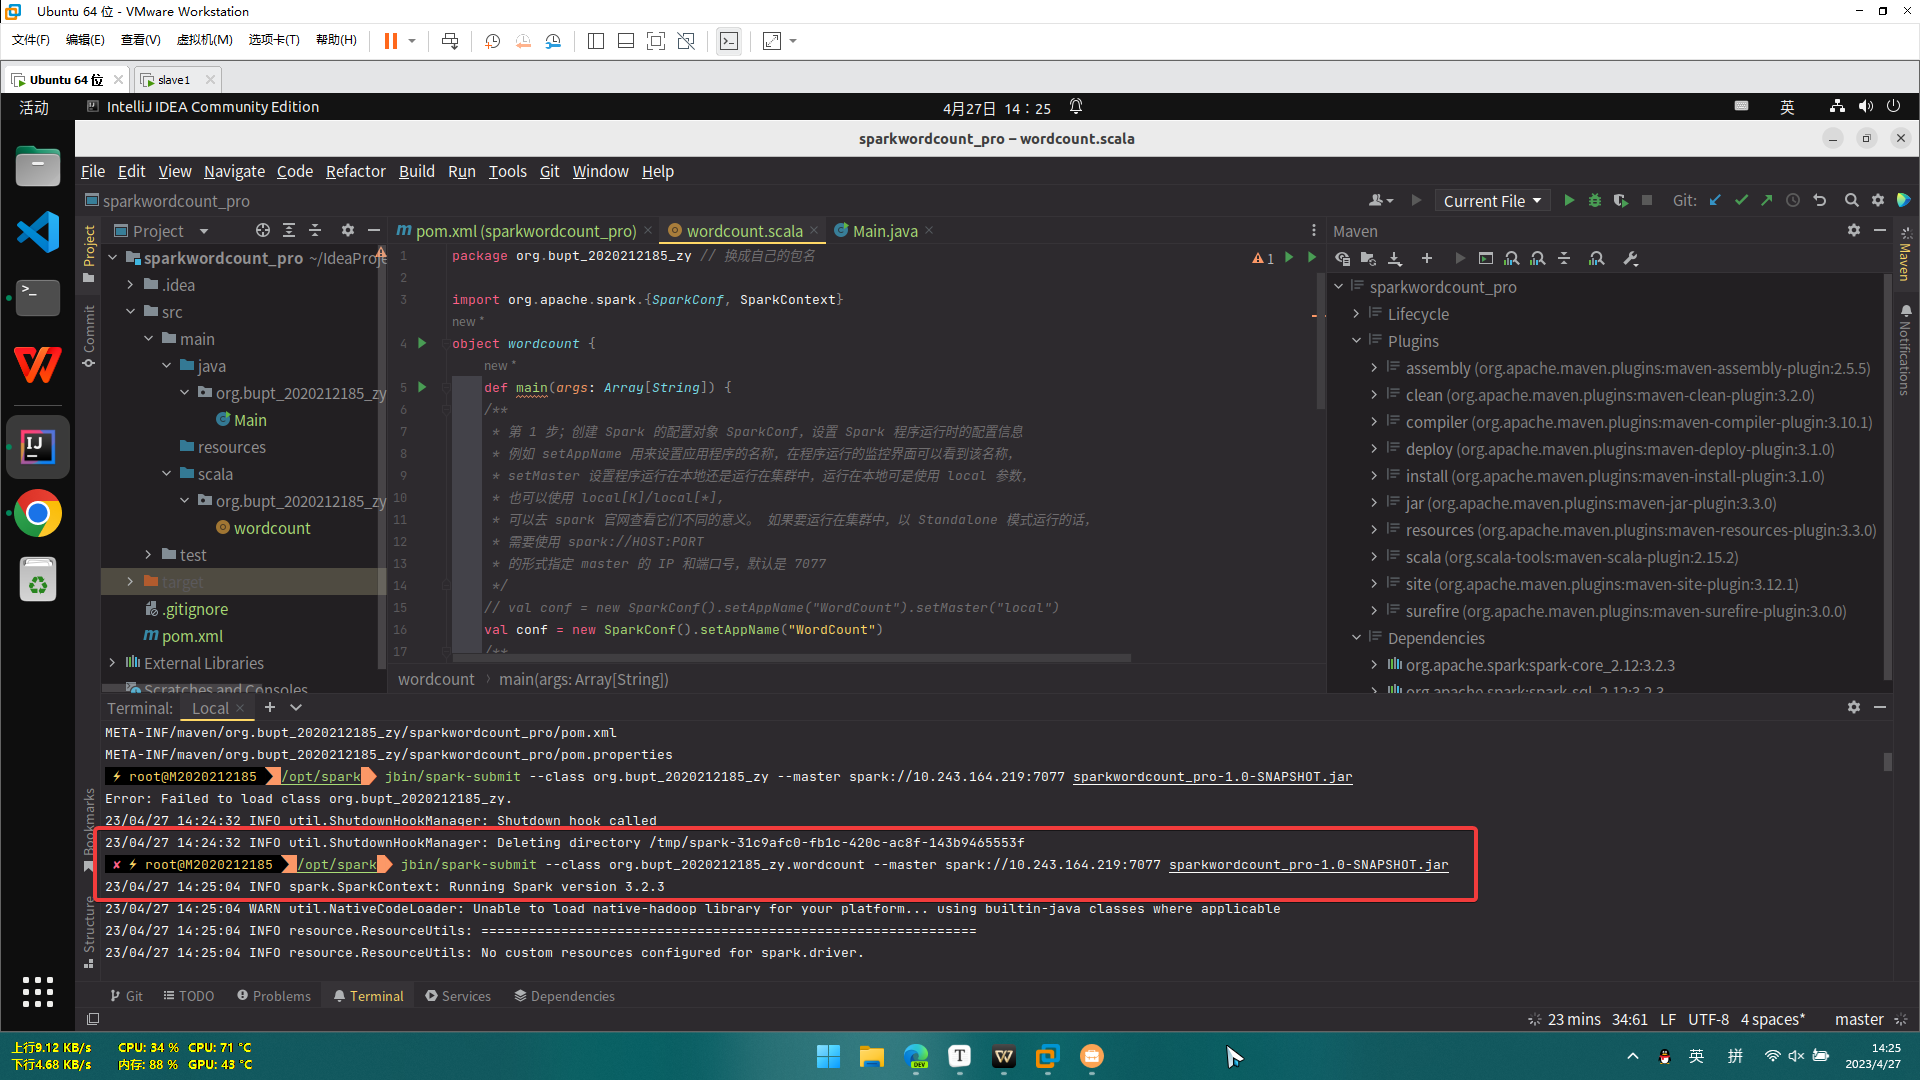 Ubuntu 64 位 - VMware Workstation
文件(F) 编辑(E) 查看(V) 虚拟机(M) 选项卡(T) 帮助(H)
Ubuntu 64 位 slave1
活动 IntelliJ IDEA Community Edition 4月27日 14：25 英
sparkwordcount_pro – wordcount.scala
File Edit View Navigate Code Refactor Build Run Tools Git Window Help
sparkwordcount_pro Current File Git:
Project
pom.xml (sparkwordcount_pro) wordcount.scala Main.java
Maven
Project
Commit
Bookmarks
Structure
Maven
Notifications
sparkwordcount_pro ~/IdeaProje
.idea
src
main
java
org.bupt_2020212185_zy
Main
resources
scala
org.bupt_2020212185_zy
wordcount
test
target
.gitignore
pom.xml
External Libraries
Scratches and Consoles
1 package org.bupt_2020212185_zy // 换成自己的包名
1
2
3 import org.apache.spark.{SparkConf, SparkContext}
new *
4 object wordcount {
new *
5 def main(args: Array[String]) {
6 /**
7 * 第 1 步；创建 Spark 的配置对象 SparkConf，设置 Spark 程序运行时的配置信息
8 * 例如 setAppName 用来设置应用程序的名称，在程序运行的监控界面可以看到该名称，
9 * setMaster 设置程序运行在本地还是运行在集群中，运行在本地可是使用 local 参数，
10 * 也可以使用 local[K]/local[*]，
11 * 可以去 spark 官网查看它们不同的意义。 如果要运行在集群中，以 Standalone 模式运行的话，
12 * 需要使用 spark://HOST:PORT
13 * 的形式指定 master 的 IP 和端口号，默认是 7077
14 */
15 // val conf = new SparkConf().setAppName("WordCount").setMaster("local")
16 val conf = new SparkConf().setAppName("WordCount")
17 /**
wordcount main(args: Array[String])
sparkwordcount_pro
Lifecycle
Plugins
assembly (org.apache.maven.plugins:maven-assembly-plugin:2.5.5)
clean (org.apache.maven.plugins:maven-clean-plugin:3.2.0)
compiler (org.apache.maven.plugins:maven-compiler-plugin:3.10.1)
deploy (org.apache.maven.plugins:maven-deploy-plugin:3.1.0)
install (org.apache.maven.plugins:maven-install-plugin:3.1.0)
jar (org.apache.maven.plugins:maven-jar-plugin:3.3.0)
resources (org.apache.maven.plugins:maven-resources-plugin:3.3.0)
scala (org.scala-tools:maven-scala-plugin:2.15.2)
site (org.apache.maven.plugins:maven-site-plugin:3.12.1)
surefire (org.apache.maven.plugins:maven-surefire-plugin:3.0.0)
Dependencies
org.apache.spark:spark-core_2.12:3.2.3
org.apache.spark:spark-sql_2.12:3.2.3
Terminal: Local
META-INF/maven/org.bupt_2020212185_zy/sparkwordcount_pro/pom.xml
META-INF/maven/org.bupt_2020212185_zy/sparkwordcount_pro/pom.properties
root@M2020212185 /opt/spark jbin/spark-submit --class org.bupt_2020212185_zy --master spark://10.243.164.219:7077 sparkwordcount_pro-1.0-SNAPSHOT.jar
Error: Failed to load class org.bupt_2020212185_zy.
23/04/27 14:24:32 INFO util.ShutdownHookManager: Shutdown hook called
23/04/27 14:24:32 INFO util.ShutdownHookManager: Deleting directory /tmp/spark-31c9afc0-fb1c-420c-ac8f-143b9465553f
✘ root@M2020212185 /opt/spark jbin/spark-submit --class org.bupt_2020212185_zy.wordcount --master spark://10.243.164.219:7077 sparkwordcount_pro-1.0-SNAPSHOT.jar
23/04/27 14:25:04 INFO spark.SparkContext: Running Spark version 3.2.3
23/04/27 14:25:04 WARN util.NativeCodeLoader: Unable to load native-hadoop library for your platform... using builtin-java classes where applicable
23/04/27 14:25:04 INFO resource.ResourceUtils: ==============================================================
23/04/27 14:25:04 INFO resource.ResourceUtils: No custom resources configured for spark.driver.
Git TODO Problems Terminal Services Dependencies
23 mins 34:61 LF UTF-8 4 spaces* master
上行9.12 KB/s CPU: 34 % CPU: 71 °C
下行4.68 KB/s 内存: 88 % GPU: 43 °C
英 拼
14:25
2023/4/27